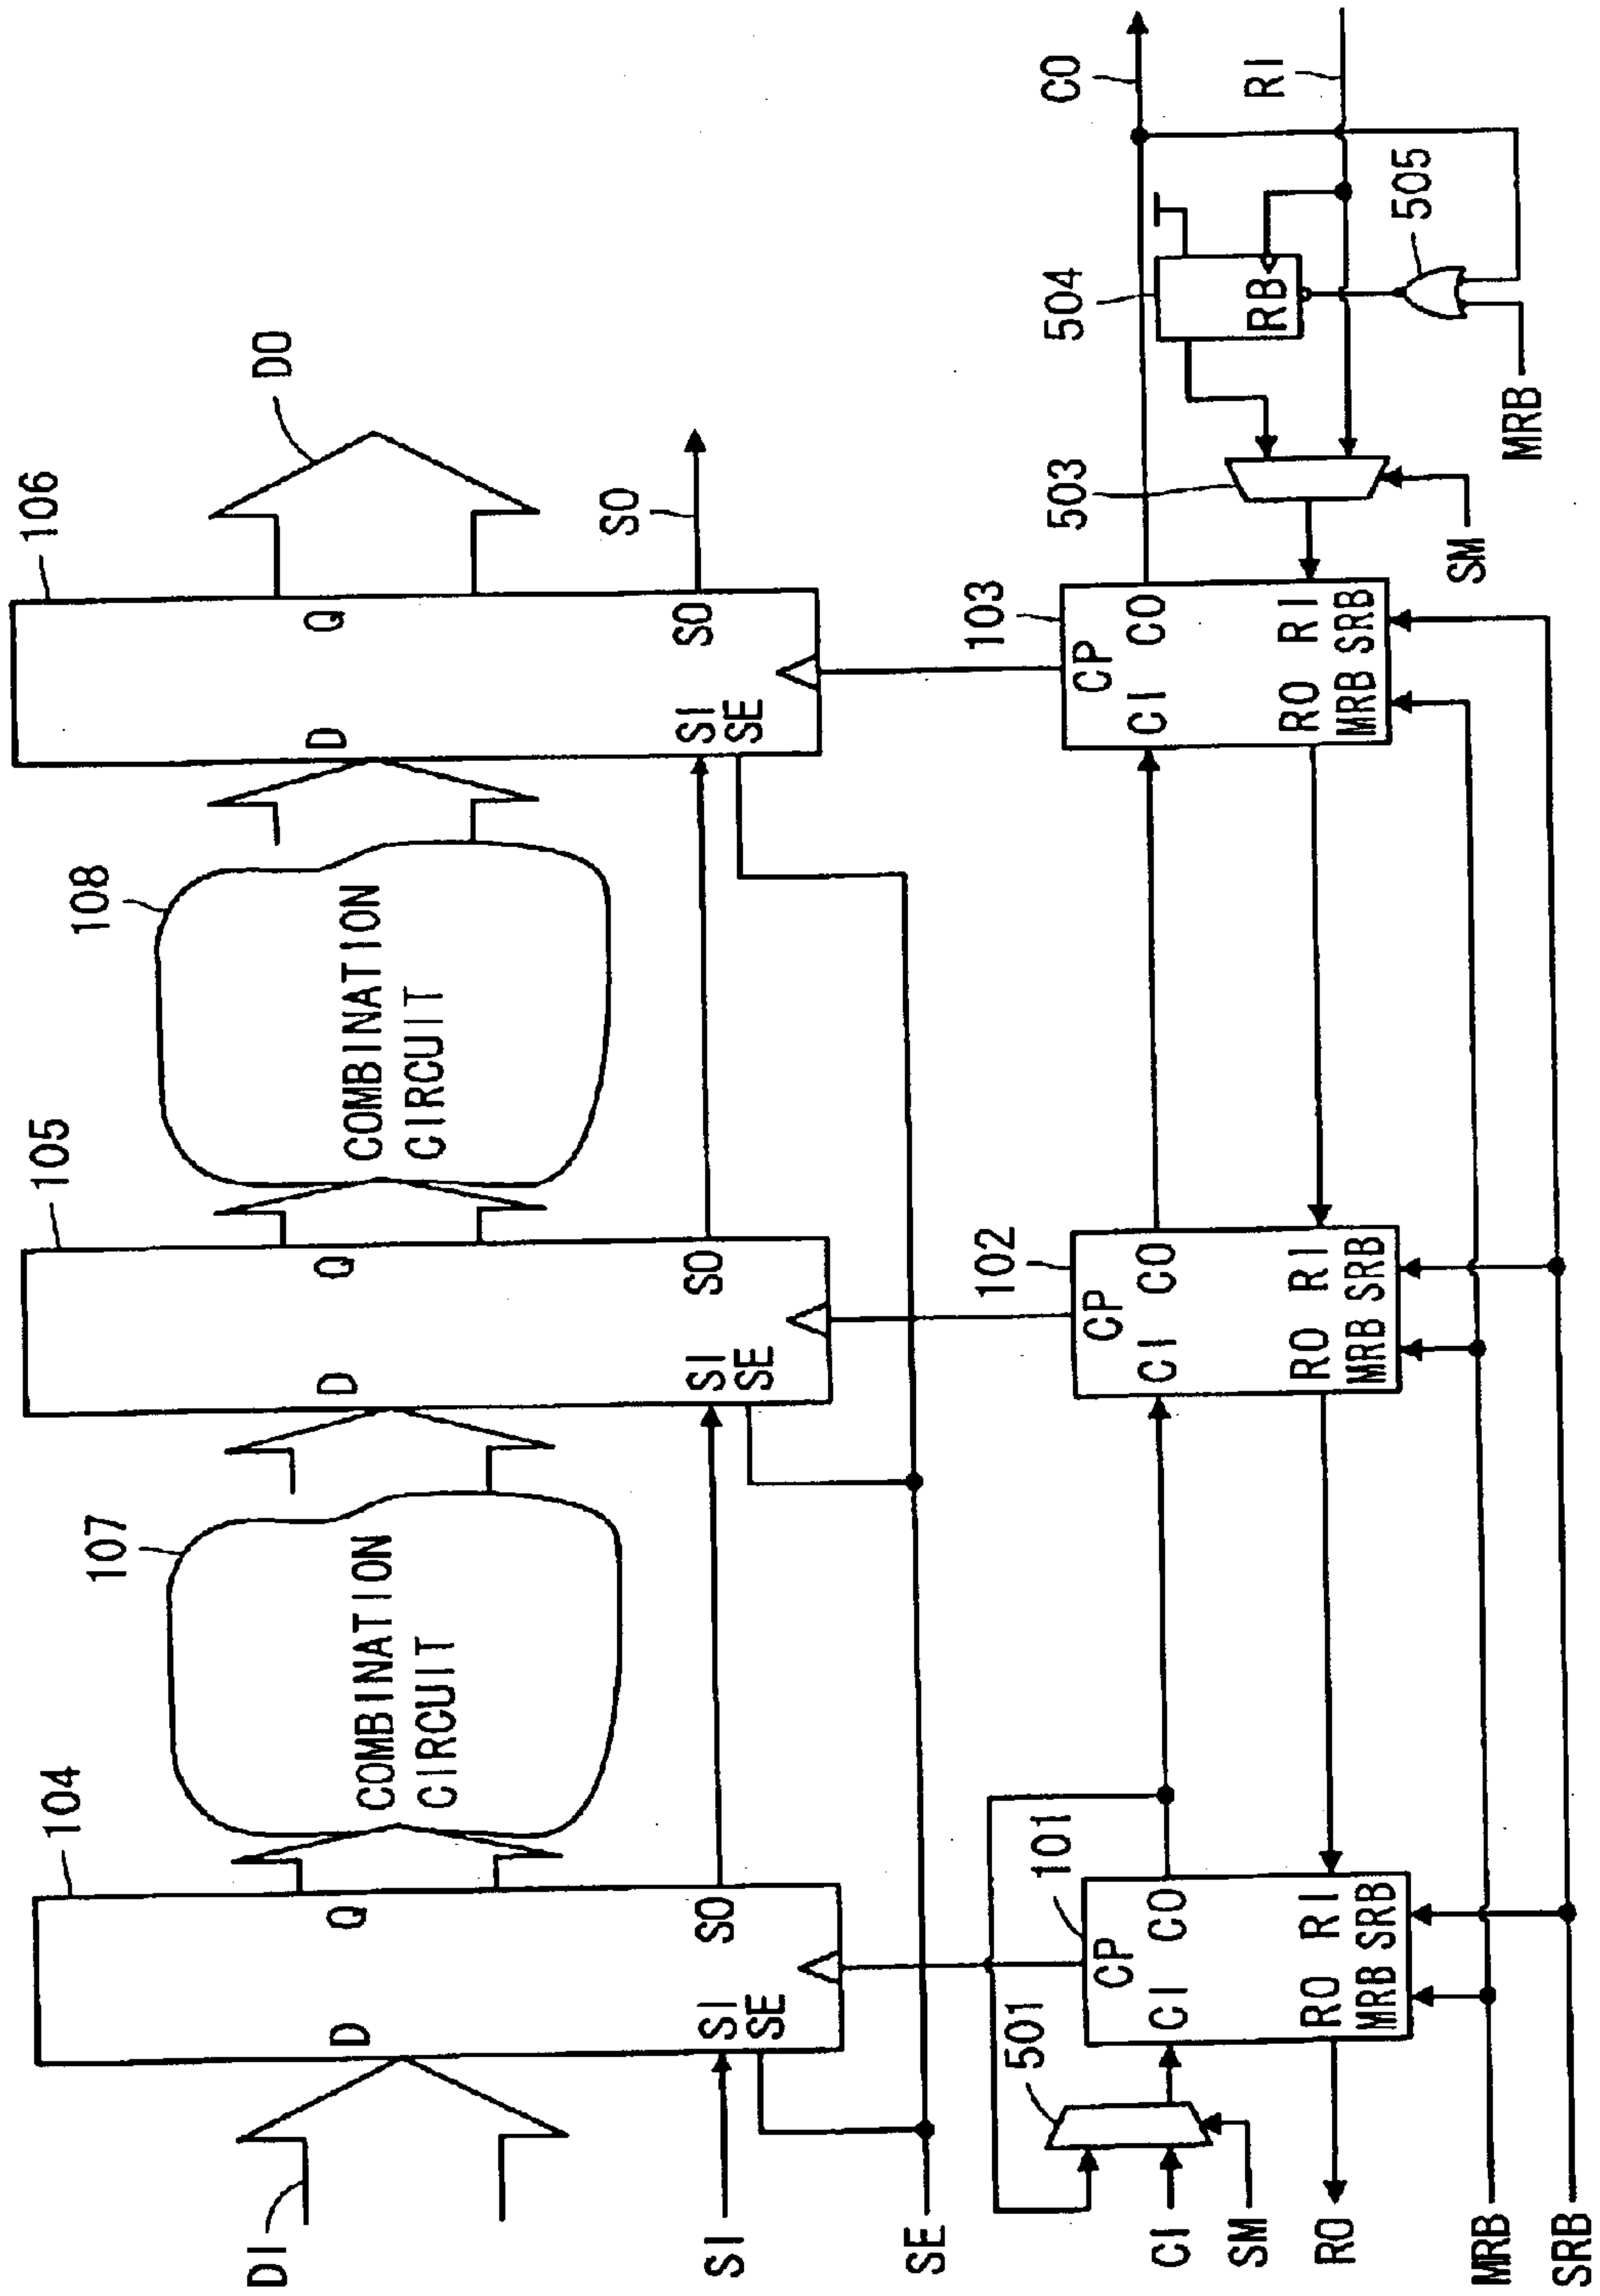 104
105
106
107
108
DI
DO
D
Q
D
Q
D
Q
COMBINATION
CIRCUIT
COMBINATION
CIRCUIT
SI
SI
SE
SO
SI
SE
SO
SI
SE
SO
SO
SE
501
101
102
103
503
504
505
CO
RI
CP
CI CO
RO RI
MRB SRB
CP
CI CO
RO RI
MRB SRB
CP
CI CO
RO RI
MRB SRB
RB
CI
SM
RO
SM
MRB
MRB
SRB